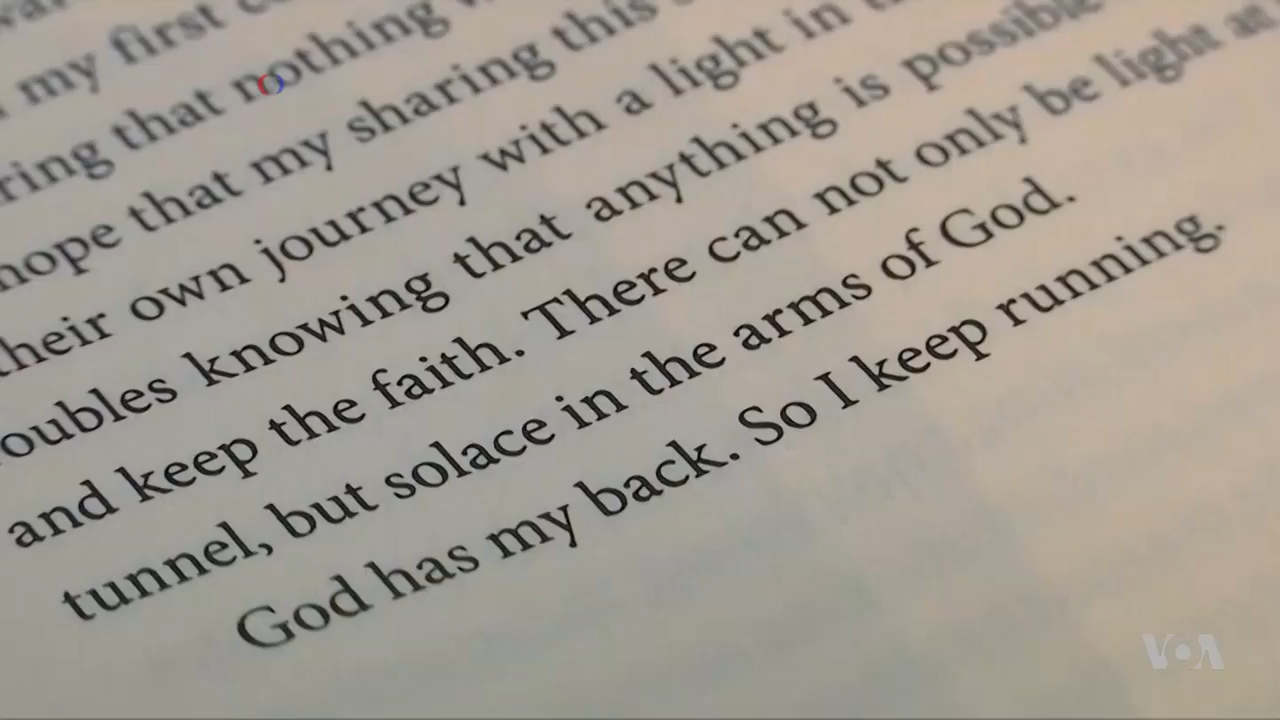 my first
that nothing
hope that my sharing this
their own journey with a light in
knowing that anything is possible
and keep the faith. There can not only be light at
tunnel, but solace in the arms of God.
God has my back. So I keep running.
VOA